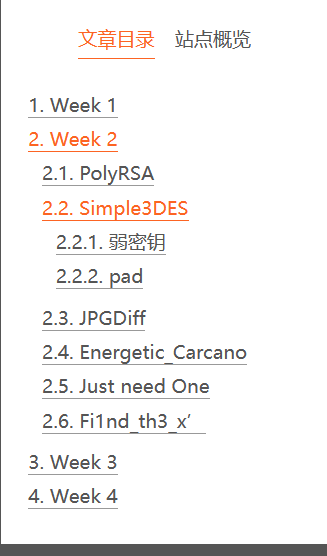 文章目录 站点概览
1. Week 1
2. Week 2
2.1. PolyRSA
2.2. Simple3DES
2.2.1. 弱密钥
2.2.2. pad
2.3. JPGDiff
2.4. Energetic_Carcano
2.5. Just need One
2.6. Fi1nd_th3_x’
3. Week 3
4. Week 4